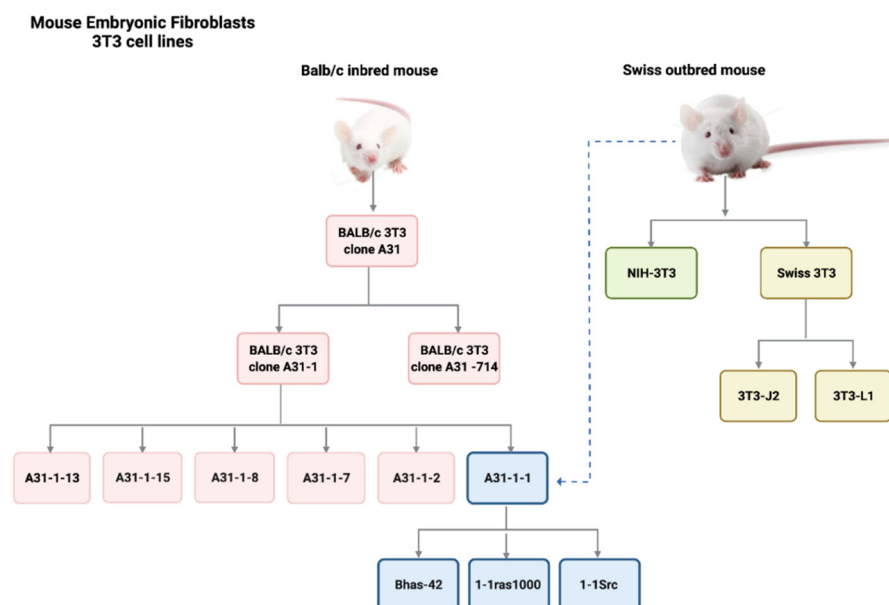 Mouse Embryonic Fibroblasts
3T3 cell lines
Balb/c inbred mouse
Swiss outbred mouse
BALB/c 3T3
clone A31
NIH-3T3
Swiss 3T3
BALB/c 3T3
clone A31-1
BALB/c 3T3
clone A31 -714
3T3-J2
3T3-L1
A31-1-13
A31-1-15
A31-1-8
A31-1-7
A31-1-2
A31-1-1
Bhas-42
1-1ras1000
1-1Src